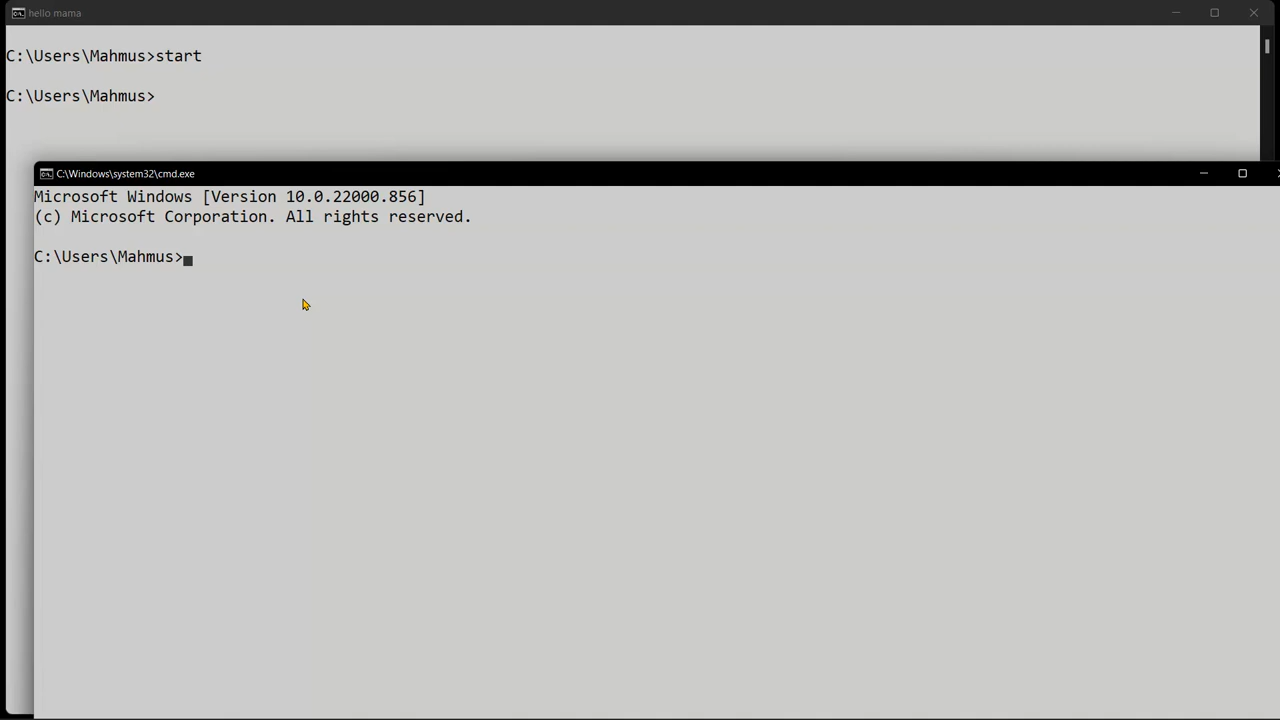 hello mama
C:\Users\Mahmus>start
C:\Users\Mahmus>
C:\Windows\system32\cmd.exe
Microsoft Windows [Version 10.0.22000.856]
(c) Microsoft Corporation. All rights reserved.
C:\Users\Mahmus>